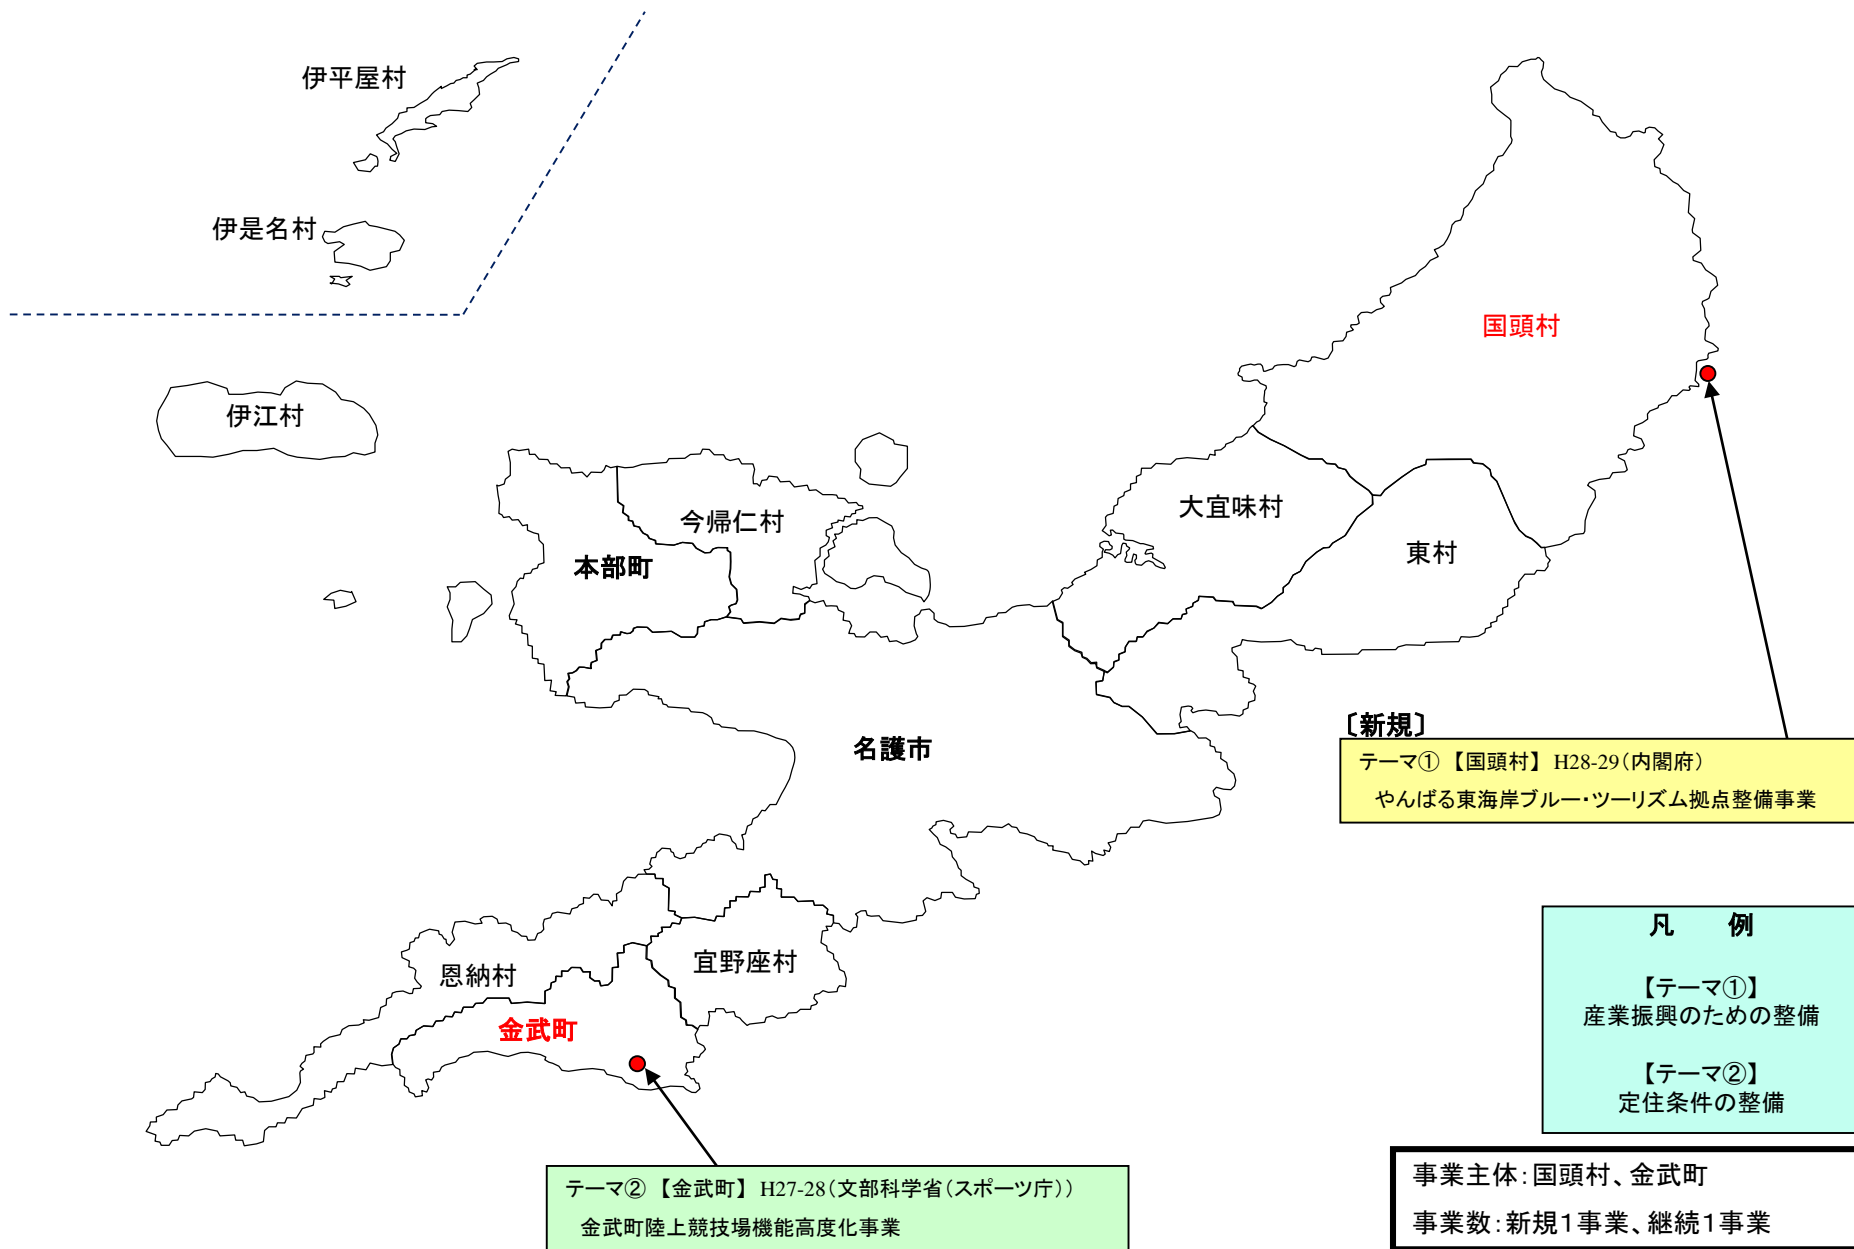 伊平屋村
伊是名村
国頭村
伊江村
今帰仁村
大宜味村
本部町
東村
名護市
〔新規〕
テーマ① 【国頭村】 H28-29(内閣府)
やんばる東海岸ブルー・ツーリズム拠点整備事業
恩納村
宜野座村
金武町
凡 例
【テーマ①】
産業振興のための整備
【テーマ②】
定住条件の整備
テーマ② 【金武町】 H27-28(文部科学省(スポーツ庁))
金武町陸上競技場機能高度化事業
事業主体:国頭村、金武町
事業数:新規1事業、継続1事業